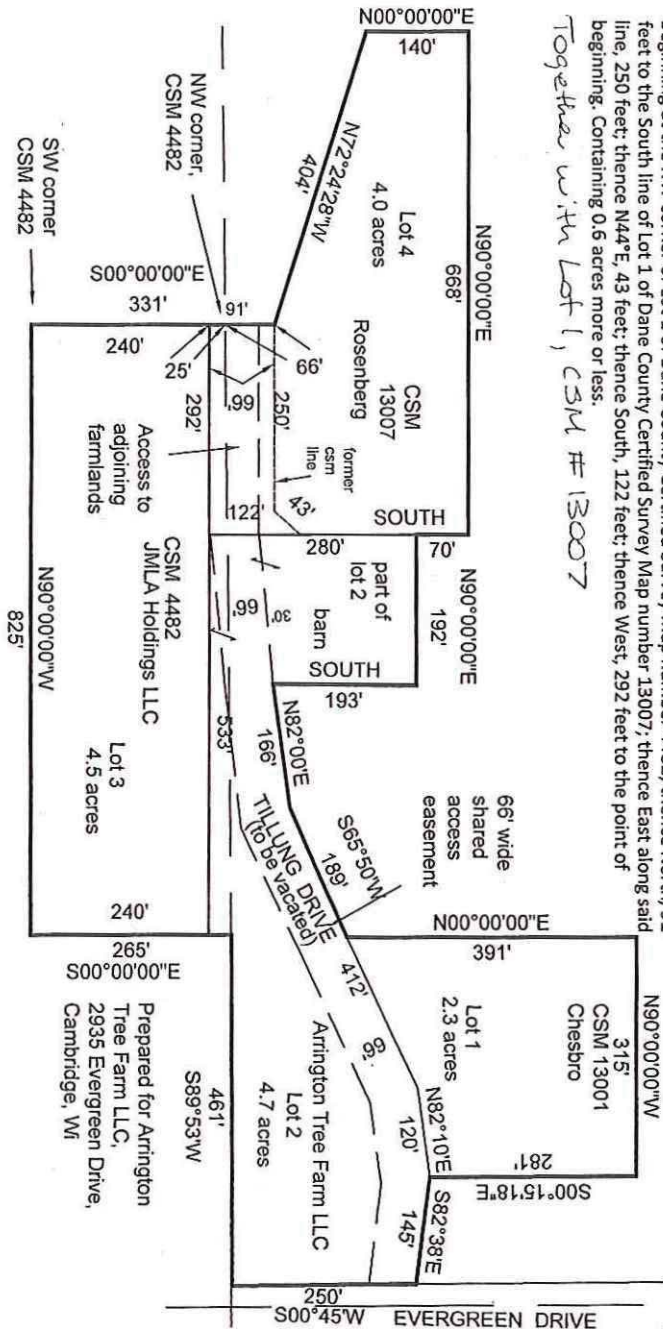 feet to the South line of Lot 1 of Dane County Certified Survey Map number 13007; thence East along said
line, 250 feet; thence N44°E, 43 feet; thence South, 122 feet; thence West, 292 feet to the point of
beginning. Containing 0.6 acres more or less.
Together with Lot 1, CSM # 13007
N00°00'00"E
140'
N72°24'28"W
404'
Lot 4
4.0 acres
N90°00'00"E
668'
CSM
13007
Rosenberg
former
csm
line
NW corner,
CSM 4482
SW corner
CSM 4482
S00°00'00"E
331'
91'
66'
240'
25'
292'
99'
250'
43'
122'
Access to
adjoining
farmlands
SOUTH
280'
70'
N90°00'00"E
192'
part of
lot 2
barn
30'
66'
SOUTH
193'
CSM 4482
JMLA Holdings LLC
N90°00'00"W
825'
Lot 3
4.5 acres
533'
N82°00'E
166'
TILLUNG DRIVE
(to be vacated)
S65°50'W
189'
66' wide
shared
access
easement
240'
265'
S00°00'00"E
N00°00'00"E
391'
N90°00'00"W
315'
CSM 13001
Chesbro
Lot 1
2.3 acres
412'
66'
N82°10'E
120'
281'
S00°15'18"E
S82°38'E
145'
Arrington Tree Farm LLC
Lot 2
4.7 acres
461'
S89°53'W
250'
S00°45'W
EVERGREEN DRIVE
Prepared for Arrington
Tree Farm LLC,
2935 Evergreen Drive,
Cambridge, Wi